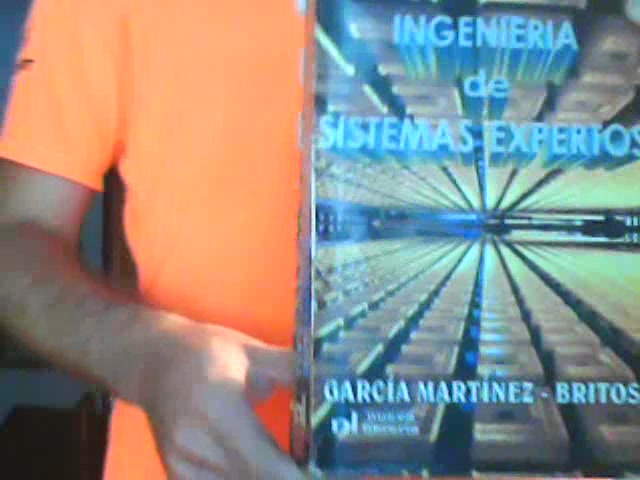 INGENIERIA
de
SISTEMAS EXPERTOS
GARCÍA MARTÍNEZ - BRITOS